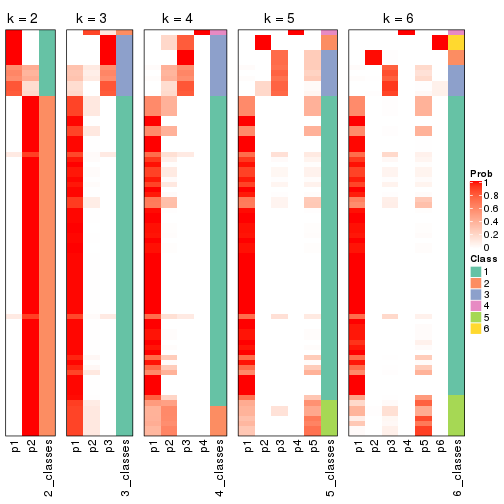 k = 2
k = 3
k = 4
k = 5
k = 6
p1
p2
2_classes
p1
p2
p3
3_classes
p1
p2
p3
p4
4_classes
p1
p2
p3
p4
p5
5_classes
p1
p2
p3
p4
p5
p6
6_classes
Prob
1
0.8
0.6
0.4
0.2
0
Class
1
2
3
4
5
6